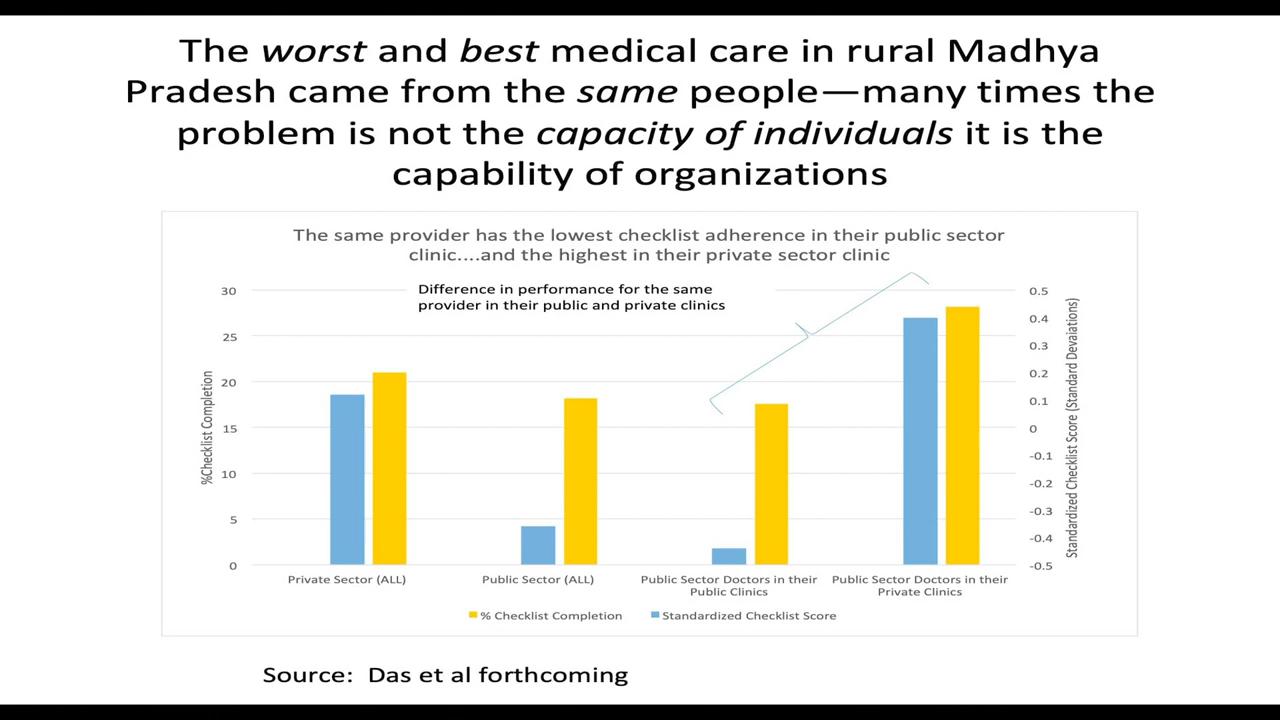 The worst and best medical care in rural Madhya
Pradesh came from the same people—many times the
problem is not the capacity of individuals it is the
capability of organizations
The same provider has the lowest checklist adherence in their public sector
clinic....and the highest in their private sector clinic
Difference in performance for the same
provider in their public and private clinics
%Checklist Completion
30
25
20
15
10
5
0
0.5
0.4
0.3
0.2
0.1
0
-0.1
-0.2
-0.3
-0.4
-0.5
Standardized Checklist Score (Standard Devaiations)
Private Sector (ALL)
Public Sector (ALL)
Public Sector Doctors in their
Public Clinics
Public Sector Doctors in their
Private Clinics
% Checklist Completion
Standardized Checklist Score
Source: Das et al forthcoming